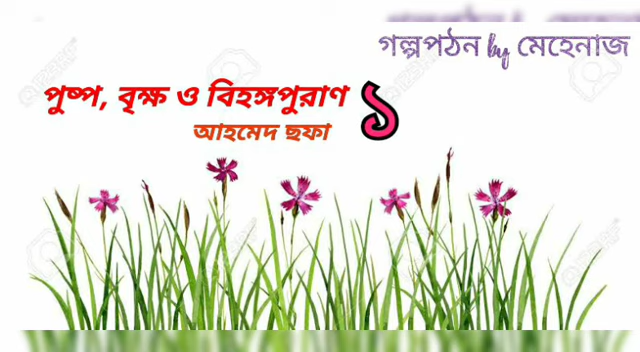 গল্পপঠন by মেহেনাজ
পুষ্প, বৃক্ষ ও বিহঙ্গপুরাণ ১
আহমেদ ছফা